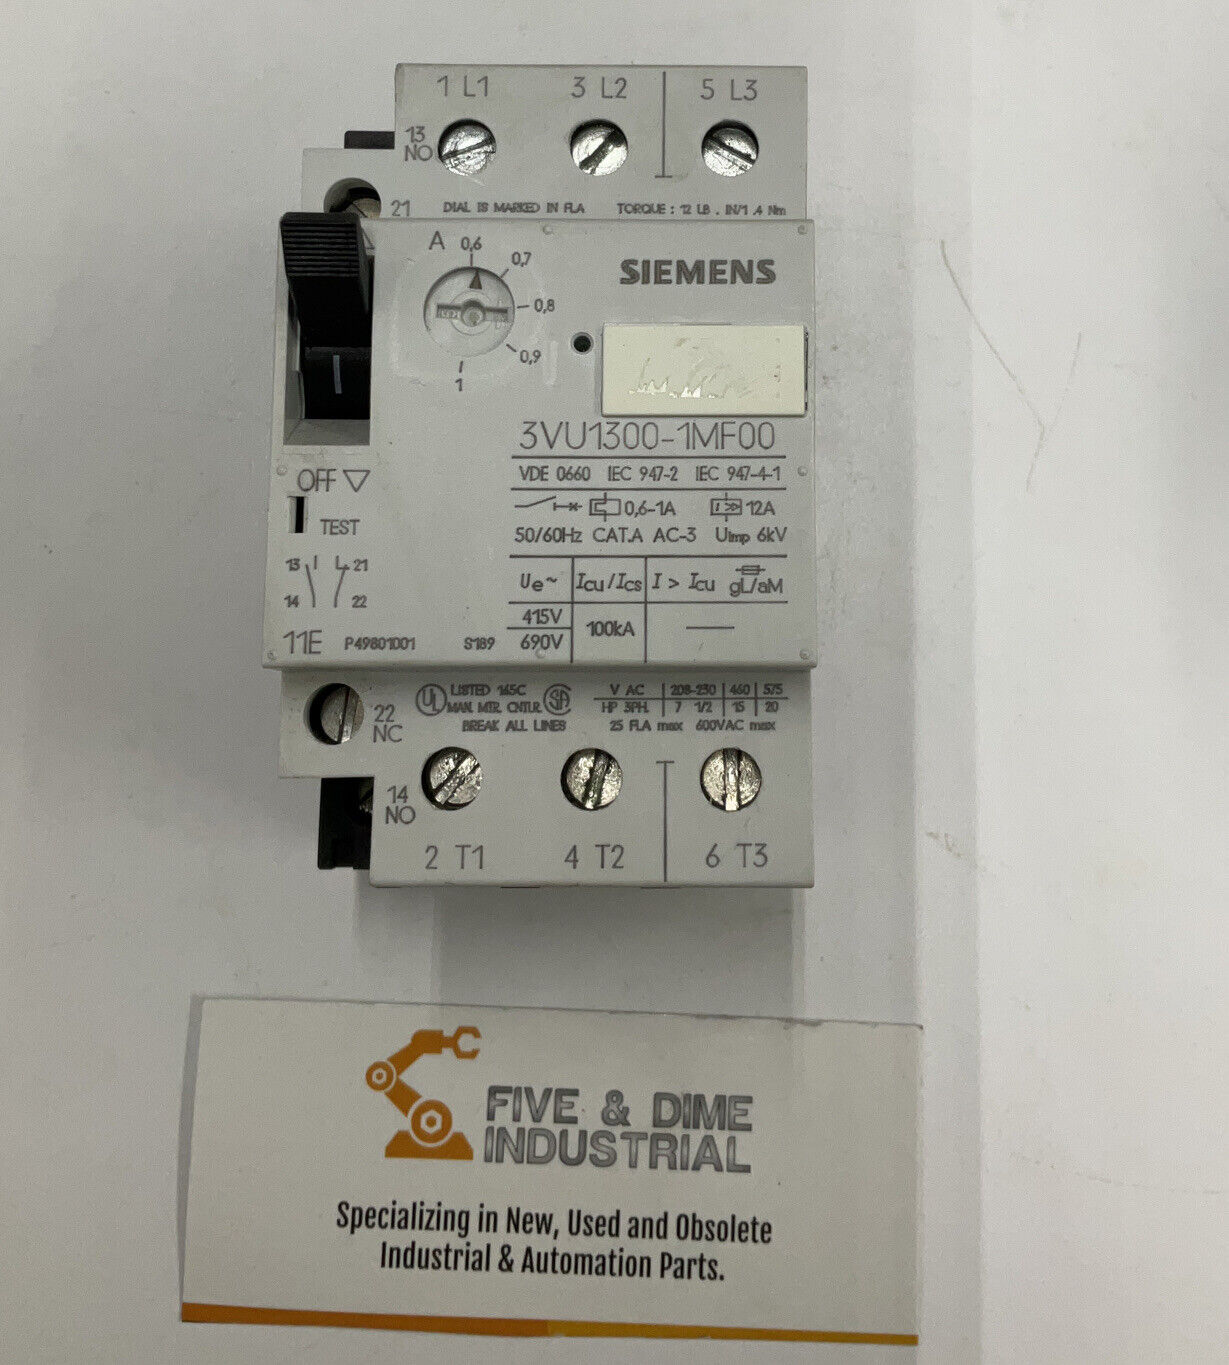 1 L1 3 L2 5 L3
13
NO
21 DIAL IS MARKED IN FLA TORQUE : 12 LB . IN/1 .4 Nm
A 0,6
0,7
0,8
0,9
1
SIEMENS
I
3VU1300-1MF00
VDE 0660 IEC 947-2 IEC 947-4-1
0,6-1A I>> 12A
50/60Hz CAT.A AC-3 Uimp 6kV
OFF
TEST
13 21
14 22
11E P49801001 S189
Ue~ Icu/Ics I > Icu gL/aM
415V
690V
100kA
UL LISTED 165C SA
MAN. MTR. CNTLR.
BREAK ALL LINES
V AC 208-230 460 575
HP 3PH. 7 1/2 15 20
25 FLA max 600VAC max
22
NC
14
NO
2 T1 4 T2 6 T3
FIVE & DIME
INDUSTRIAL
Specializing in New, Used and Obsolete
Industrial & Automation Parts.